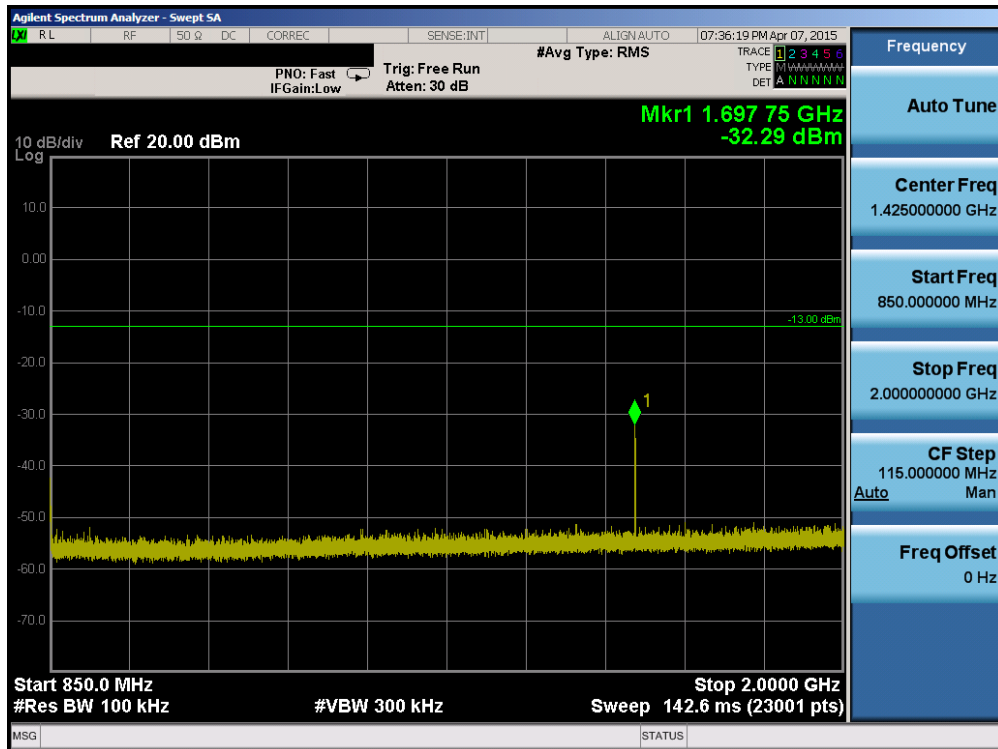 Agilent Spectrum Analyzer - Swept SA
LXI RL RF 50 Ω DC CORREC SENSE:INT ALIGN AUTO 07:36:19 PM Apr 07, 2015
#Avg Type: RMS TRACE 1 2 3 4 5 6
PNO: Fast Trig: Free Run TYPE M W W W W W
IFGain:Low Atten: 30 dB DET A N N N N N
Mkr1 1.697 75 GHz
-32.29 dBm
10 dB/div Ref 20.00 dBm
Log
10.0
0.00
-10.0
-13.00 dBm
-20.0
-30.0
1
-40.0
-50.0
-60.0
-70.0
Start 850.0 MHz Stop 2.0000 GHz
#Res BW 100 kHz #VBW 300 kHz Sweep 142.6 ms (23001 pts)
MSG STATUS
Frequency
Auto Tune
Center Freq
1.425000000 GHz
Start Freq
850.000000 MHz
Stop Freq
2.000000000 GHz
CF Step
115.000000 MHz
Auto Man
Freq Offset
0 Hz